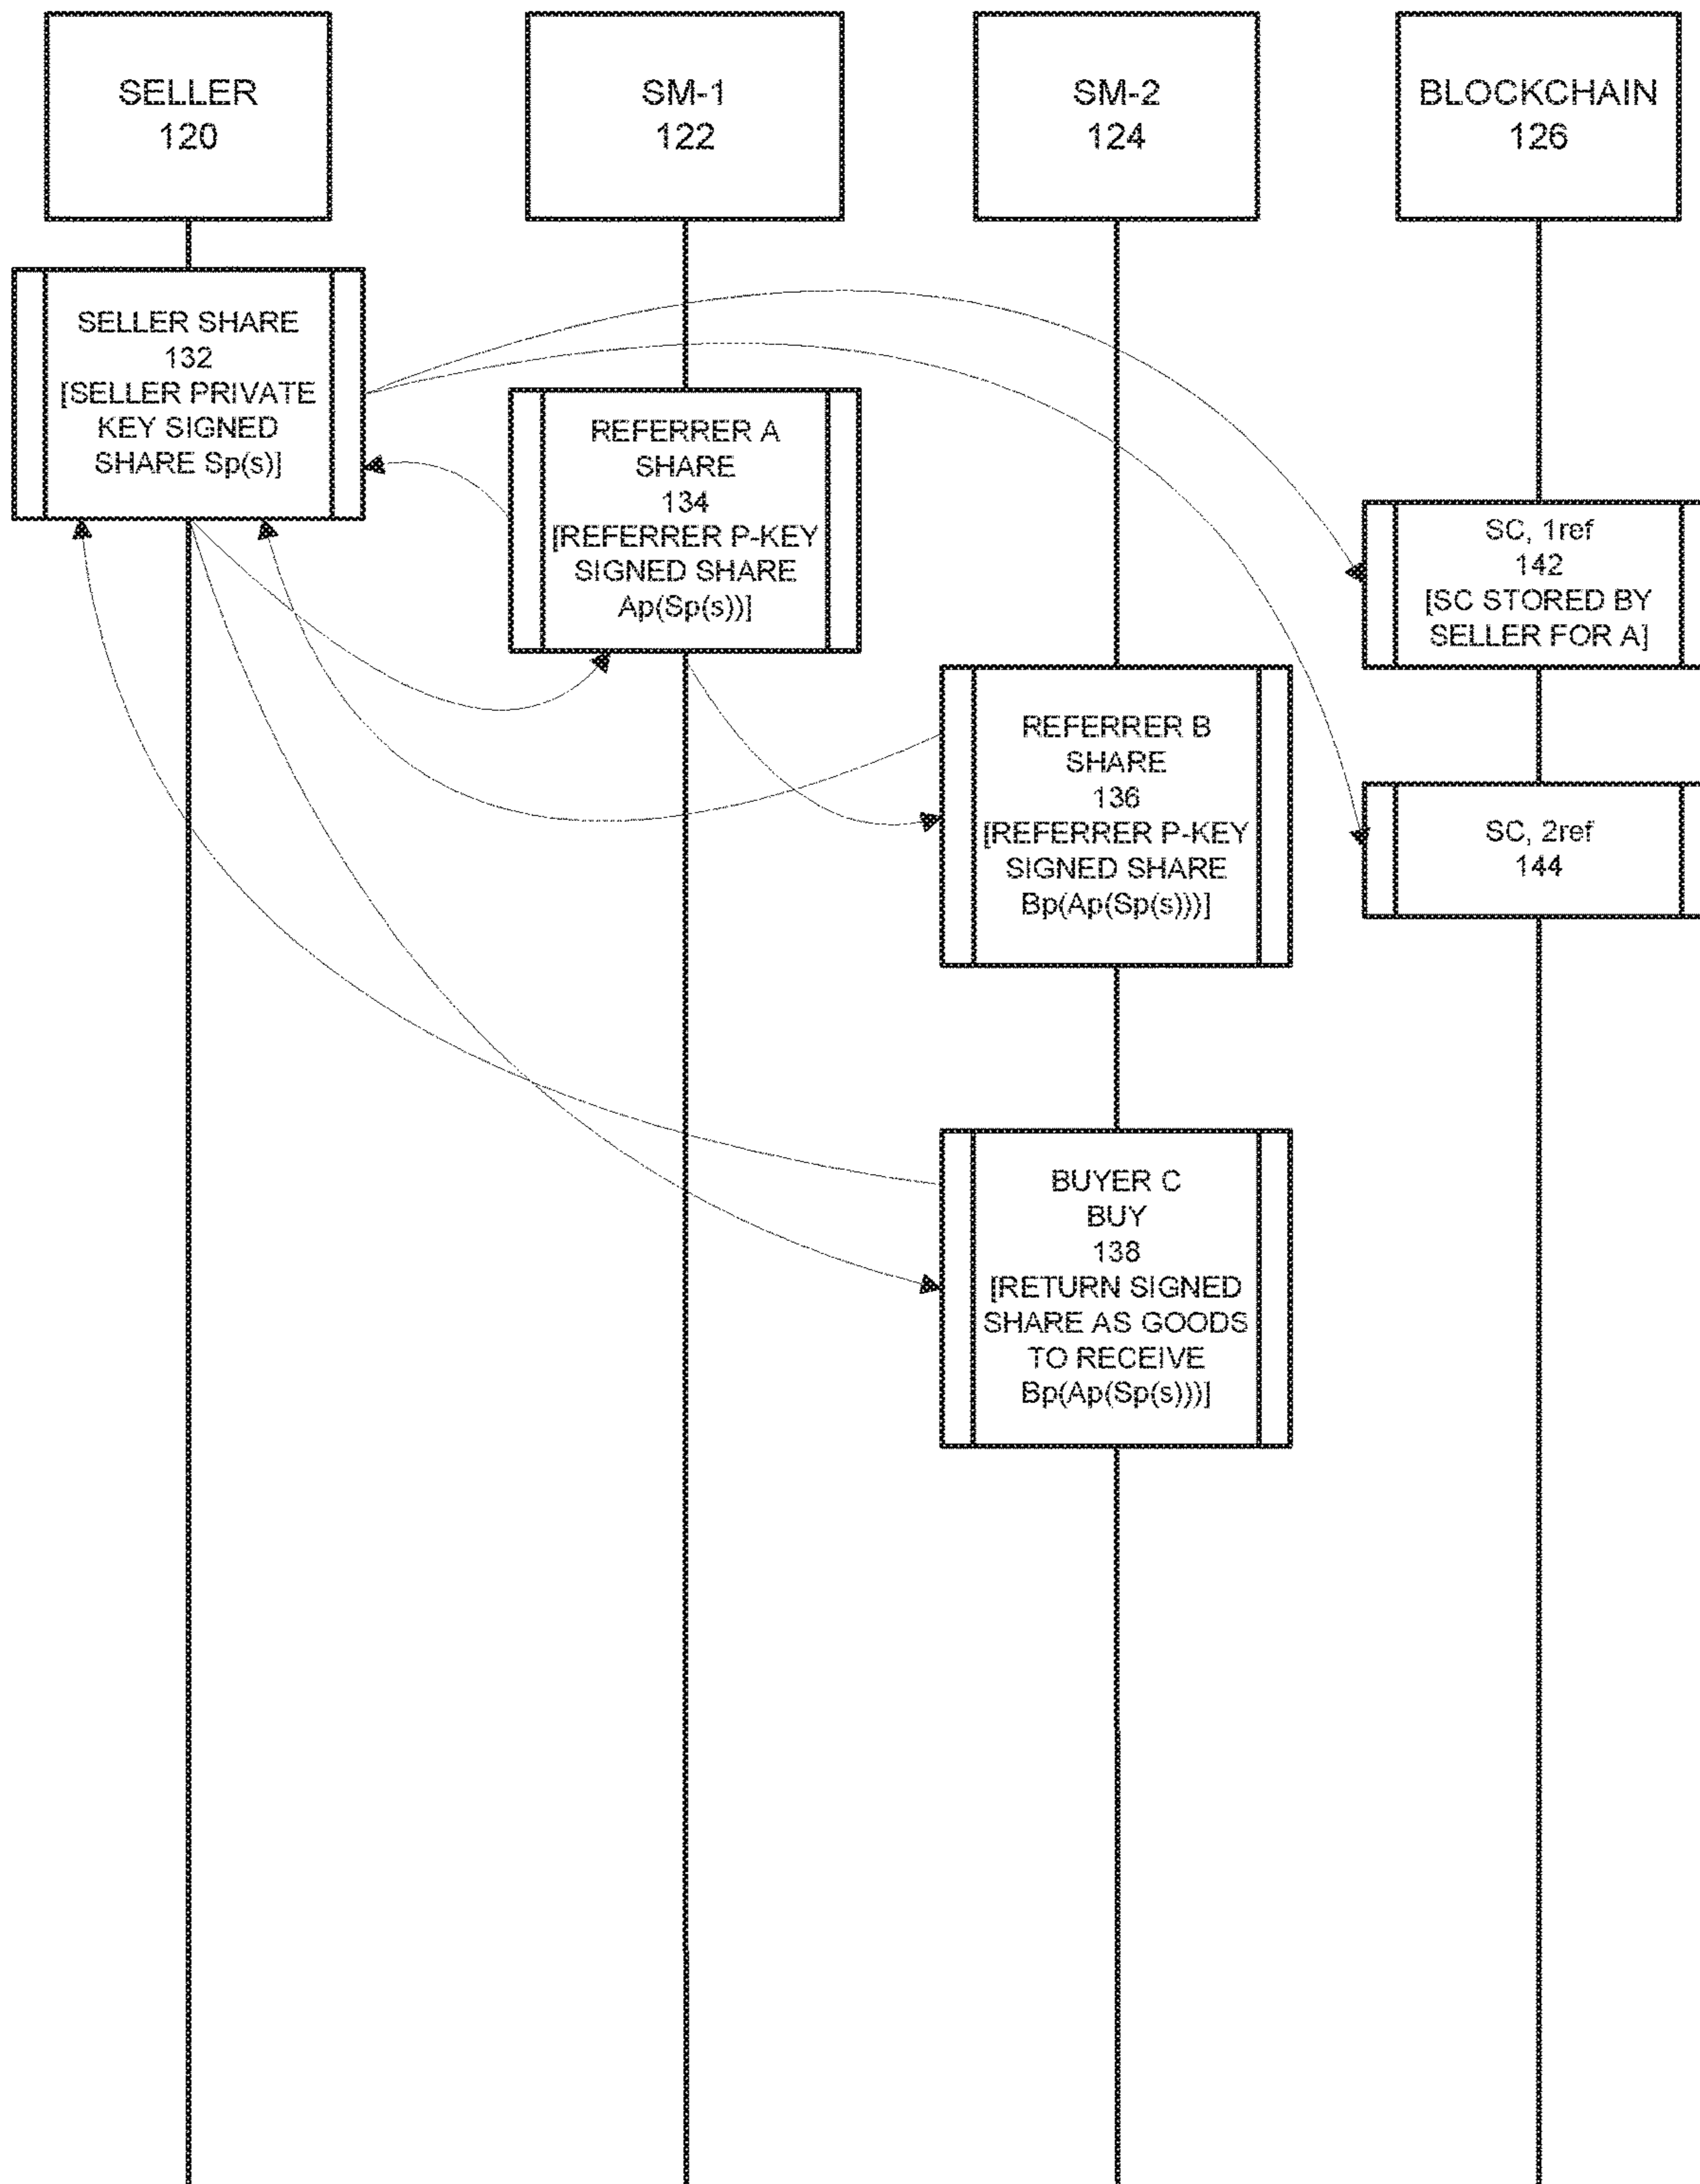 SELLER
120
SM-1
122
SM-2
124
BLOCKCHAIN
126
SELLER SHARE
132
[SELLER PRIVATE
KEY SIGNED
SHARE Sp(s)]
REFERRER A
SHARE
134
[REFERRER P-KEY
SIGNED SHARE
Ap(Sp(s))]
SC, 1ref
142
[SC STORED BY
SELLER FOR A]
REFERRER B
SHARE
136
[REFERRER P-KEY
SIGNED SHARE
Bp(Ap(Sp(s)))]
SC, 2ref
144
BUYER C
BUY
138
[RETURN SIGNED
SHARE AS GOODS
TO RECEIVE
Bp(Ap(Sp(s)))]